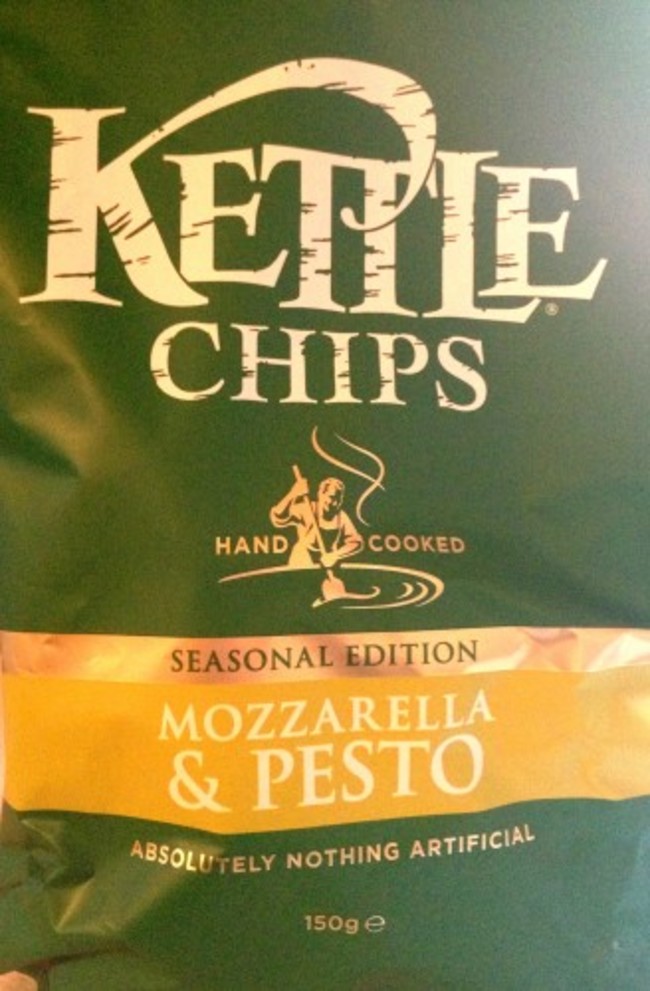 KETTLE®
CHIPS
HAND COOKED
SEASONAL EDITION
MOZZARELLA
& PESTO
ABSOLUTELY NOTHING ARTIFICIAL
150g ℮